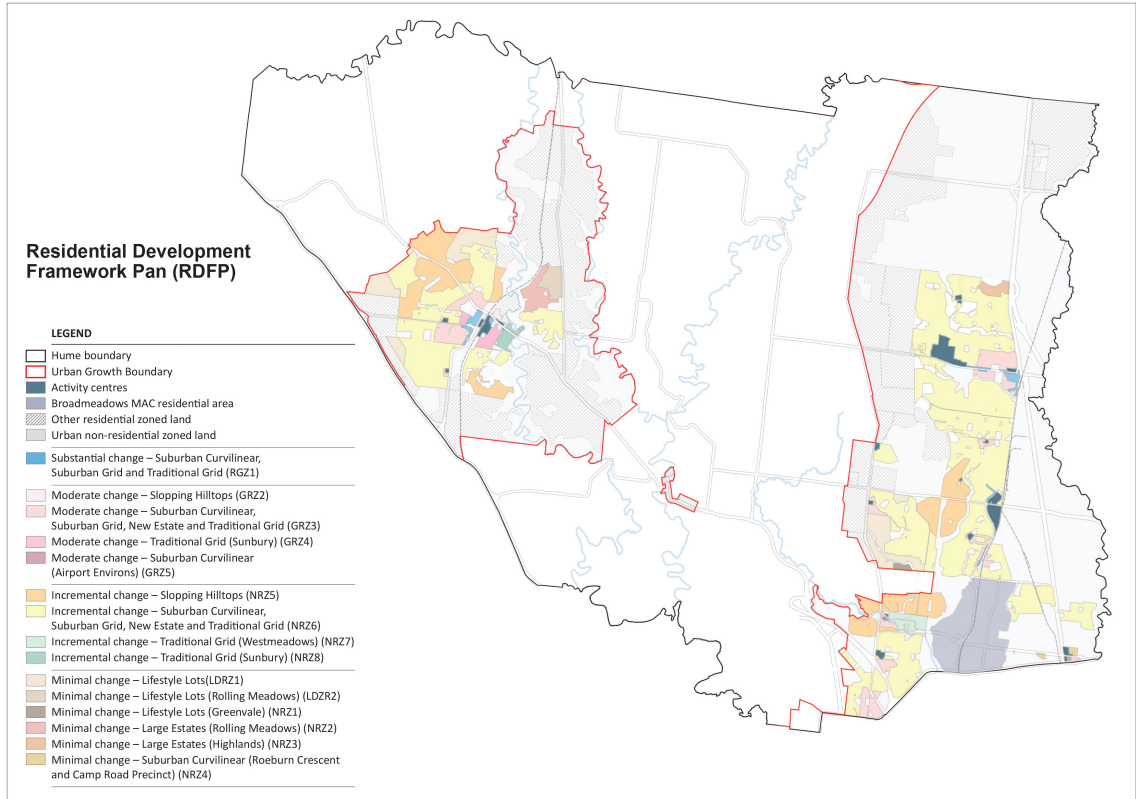 Residential Development
Framework Pan (RDFP)
LEGEND
Hume boundary
Urban Growth Boundary
Activity centres
Broadmeadows MAC residential area
Other residential zoned land
Urban non-residential zoned land
Substantial change – Suburban Curvilinear,
Suburban Grid and Traditional Grid (RGZ1)
Moderate change – Slopping Hilltops (GRZ2)
Moderate change – Suburban Curvilinear,
Suburban Grid, New Estate and Traditional Grid (GRZ3)
Moderate change – Traditional Grid (Sunbury) (GRZ4)
Moderate change – Suburban Curvilinear
(Airport Environs) (GRZ5)
Incremental change – Slopping Hilltops (NRZ5)
Incremental change – Suburban Curvilinear,
Suburban Grid, New Estate and Traditional Grid (NRZ6)
Incremental change – Traditional Grid (Westmeadows) (NRZ7)
Incremental change – Traditional Grid (Sunbury) (NRZ8)
Minimal change – Lifestyle Lots(LDRZ1)
Minimal change – Lifestyle Lots (Rolling Meadows) (LDZR2)
Minimal change – Lifestyle Lots (Greenvale) (NRZ1)
Minimal change – Large Estates (Rolling Meadows) (NRZ2)
Minimal change – Large Estates (Highlands) (NRZ3)
Minimal change – Suburban Curvilinear (Roeburn Crescent
and Camp Road Precinct) (NRZ4)